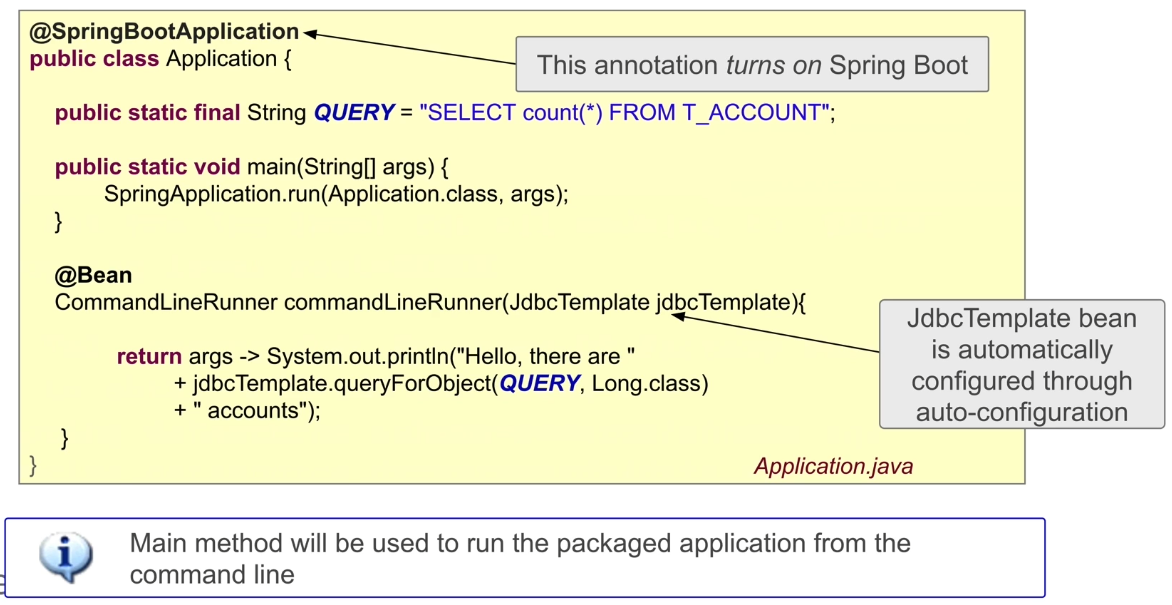 @SpringBootApplication
public class Application {
This annotation turns on Spring Boot
public static final String QUERY = "SELECT count(*) FROM T_ACCOUNT";
public static void main(String[] args) {
SpringApplication.run(Application.class, args);
}
@Bean
CommandLineRunner commandLineRunner(JdbcTemplate jdbcTemplate){
JdbcTemplate bean
is automatically
configured through
auto-configuration
return args -> System.out.println("Hello, there are "
+ jdbcTemplate.queryForObject(QUERY, Long.class)
+ " accounts");
}
}
Application.java
Main method will be used to run the packaged application from the
command line